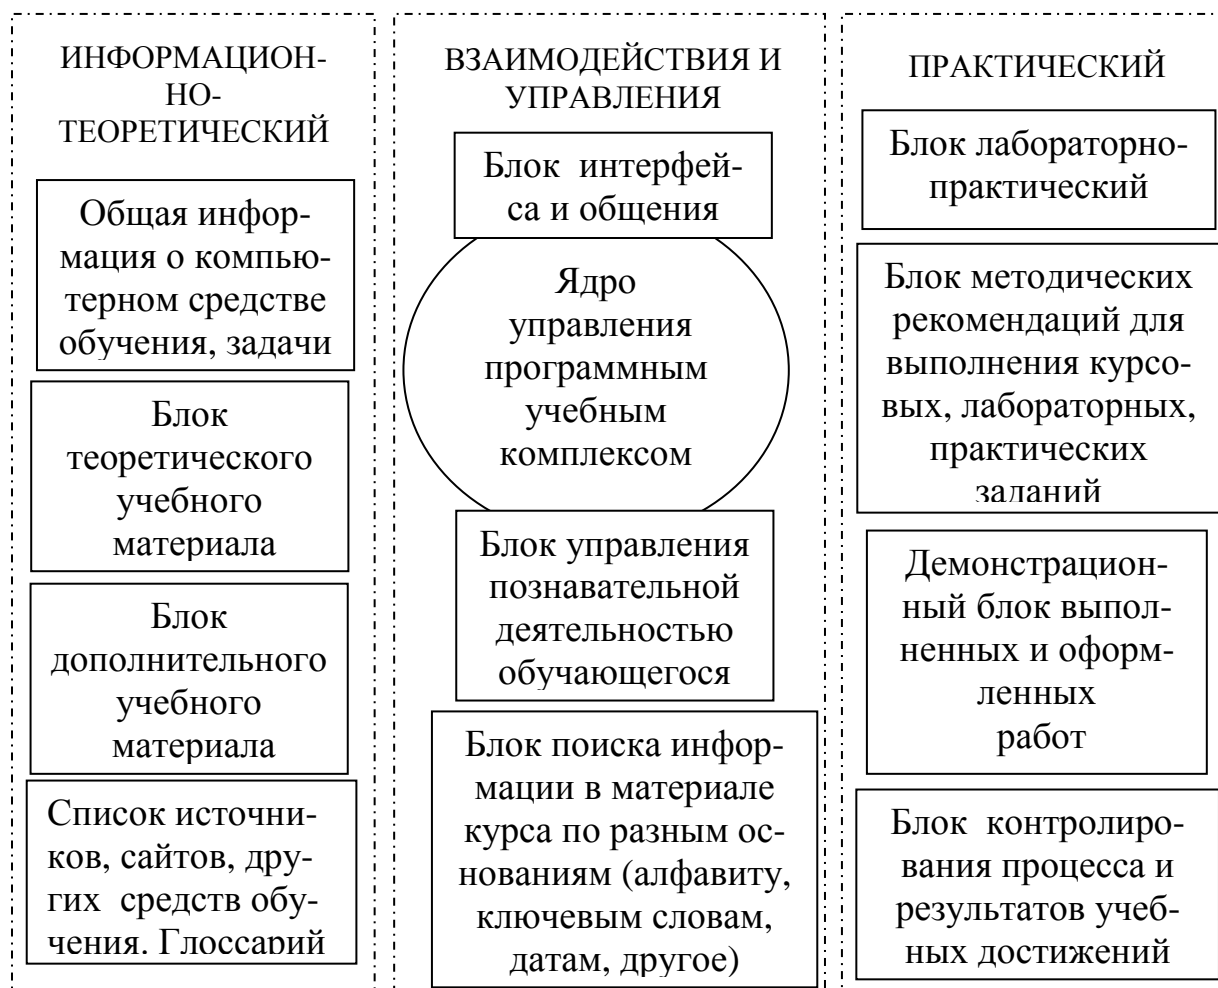 ИНФОРМАЦИОН-
НО-
ТЕОРЕТИЧЕСКИЙ
Общая инфор-
мация о компью-
терном средстве
обучения, задачи
Блок
теоретического
учебного
материала
Блок
дополнительного
учебного
материала
Список источни-
ков, сайтов, дру-
гих средств обу-
чения. Глоссарий
ВЗАИМОДЕЙСТВИЯ И
УПРАВЛЕНИЯ
Блок интерфей-
са и общения
Ядро
управления
программным
учебным
комплексом
Блок управления
познавательной
деятельностью
обучающегося
Блок поиска инфор-
мации в материале
курса по разным ос-
нованиям (алфавиту,
ключевым словам,
датам, другое)
ПРАКТИЧЕСКИЙ
Блок лабораторно-
практический
Блок методических
рекомендаций для
выполнения курсо-
вых, лабораторных,
практических
заданий
Демонстрацион-
ный блок выпол-
ненных и оформ-
ленных
работ
Блок контролиро-
вания процесса и
результатов учеб-
ных достижений